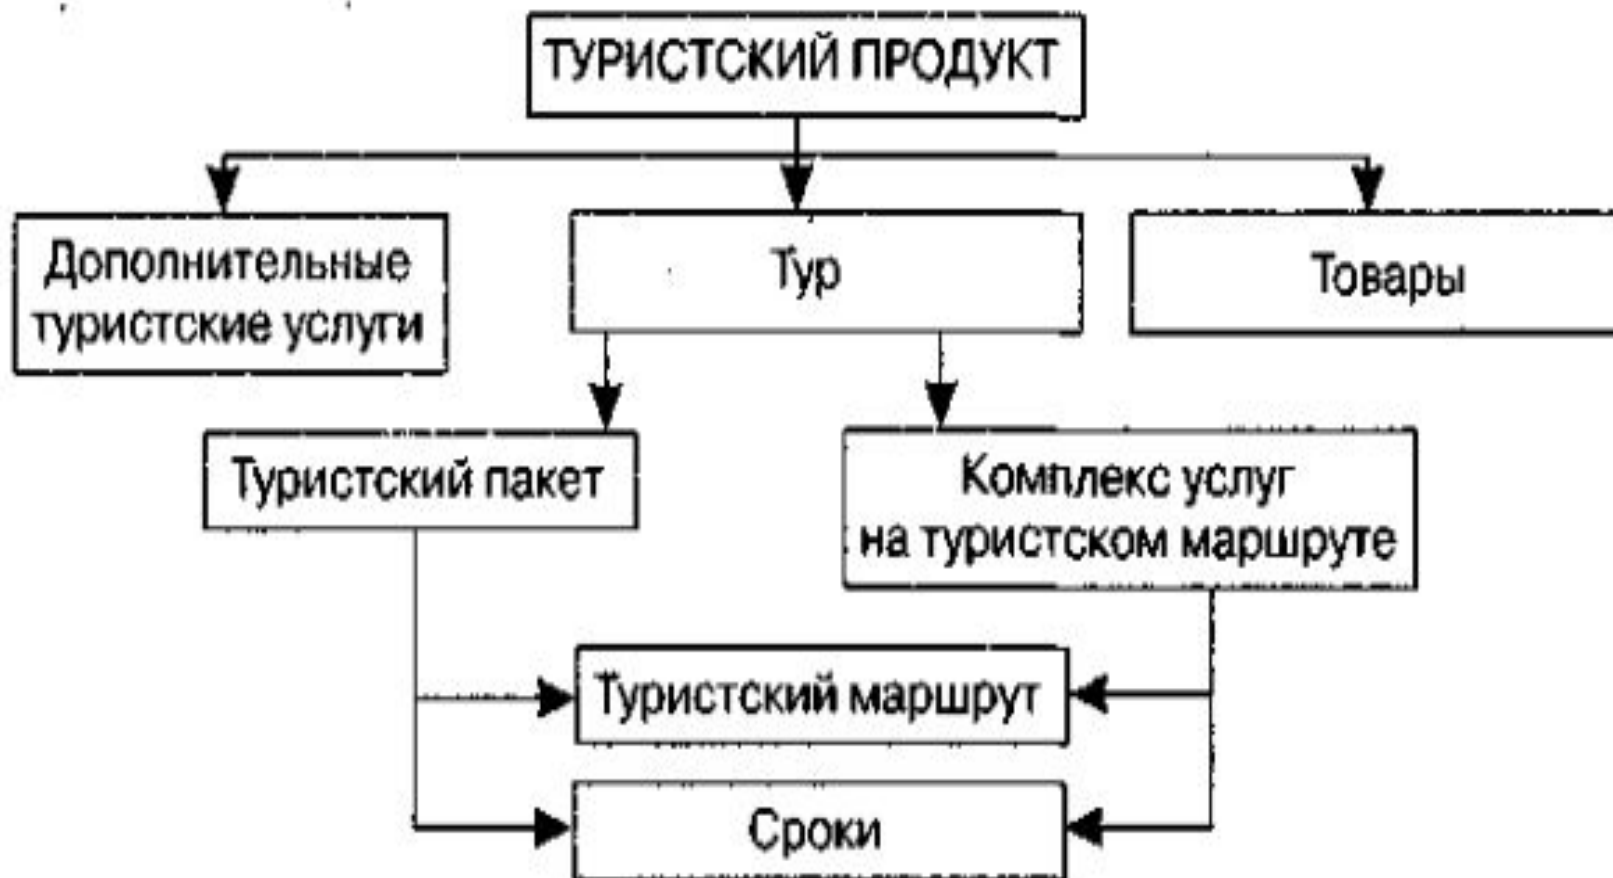 ТУРИСТСКИЙ ПРОДУКТ
Дополнительные
туристские услуги
Тур
Товары
Туристский пакет
Комплекс услуг
на туристском маршруте
Туристский маршрут
Сроки